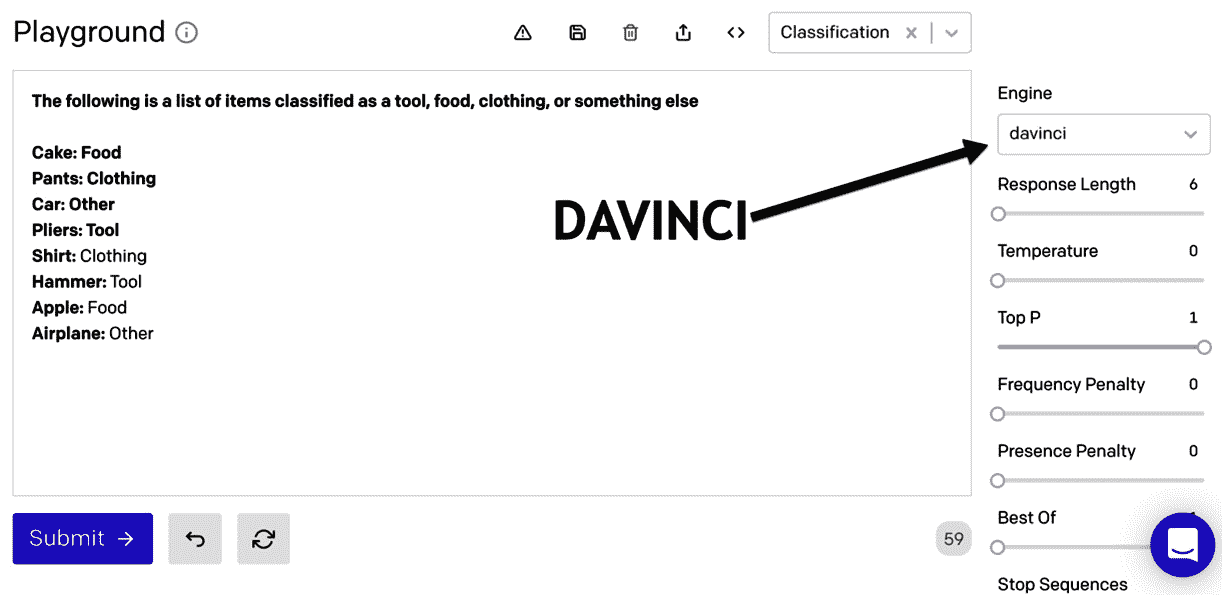 Playground
Classification
The following is a list of items classified as a tool, food, clothing, or something else
Cake: Food
Pants: Clothing
Car: Other
Pliers: Tool
Shirt: Clothing
Hammer: Tool
Apple: Food
Airplane: Other
DAVINCI
Submit
59
Engine
davinci
Response Length 6
Temperature 0
Top P 1
Frequency Penalty 0
Presence Penalty 0
Best Of
Stop Sequences